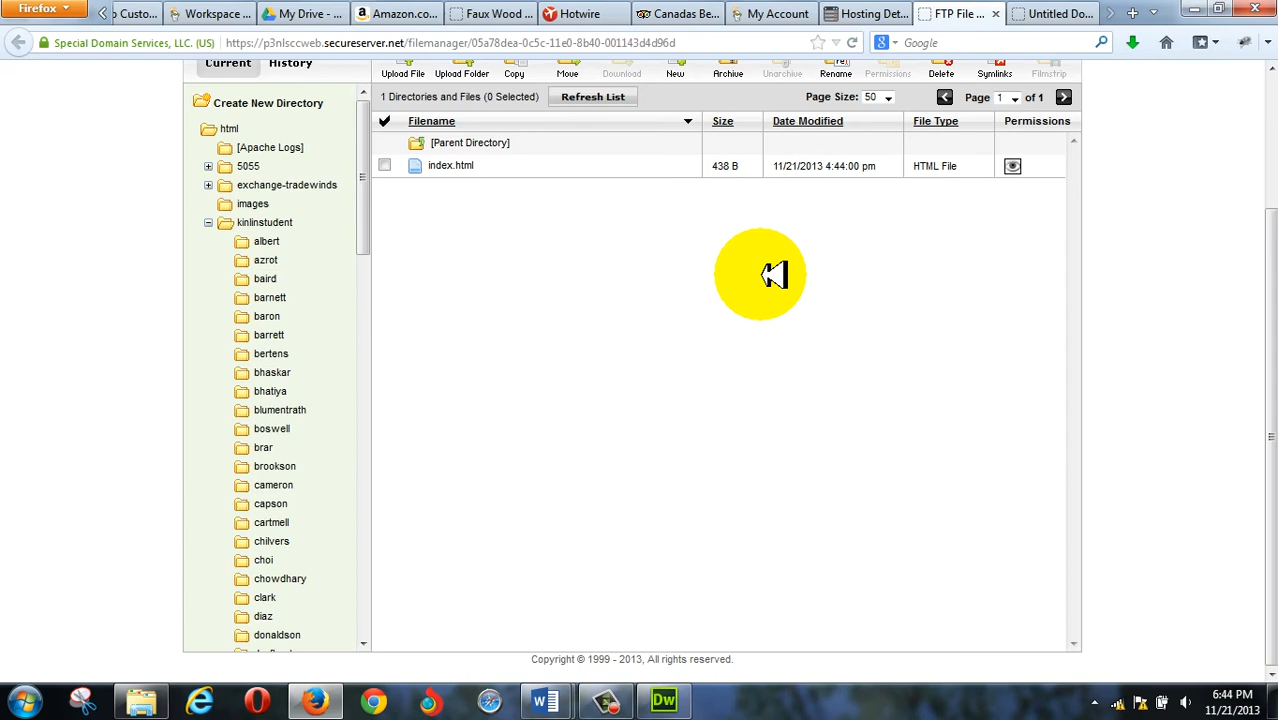 Firefox
Custo...
Workspace ...
My Drive - ...
Amazon.co...
Faux Wood ...
Hotwire
Canadas Be...
My Account
Hosting Det...
FTP File ...
Untitled Do...
Special Domain Services, LLC. (US)
https://p3nlsccweb.secureserver.net/filemanager/05a78dea-0c5c-11e0-8b40-001143d4d96d
Google
Current
History
Upload File
Upload Folder
Copy
Move
Download
New
Archive
Unarchive
Rename
Permissions
Delete
Symlinks
Filmstrip
1 Directories and Files (0 Selected)
Refresh List
Page Size: 50
Page 1 of 1
Create New Directory
Filename
Size
Date Modified
File Type
Permissions
[Parent Directory]
index.html
438 B
11/21/2013 4:44:00 pm
HTML File
html
[Apache Logs]
5055
exchange-tradewinds
images
kinlinstudent
albert
azrot
baird
barnett
baron
barrett
bertens
bhaskar
bhatiya
blumentrath
boswell
brar
brookson
cameron
capson
cartmell
chilvers
choi
chowdhary
clark
diaz
donaldson
Copyright © 1999 - 2013, All rights reserved.
Dw
6:44 PM
11/21/2013